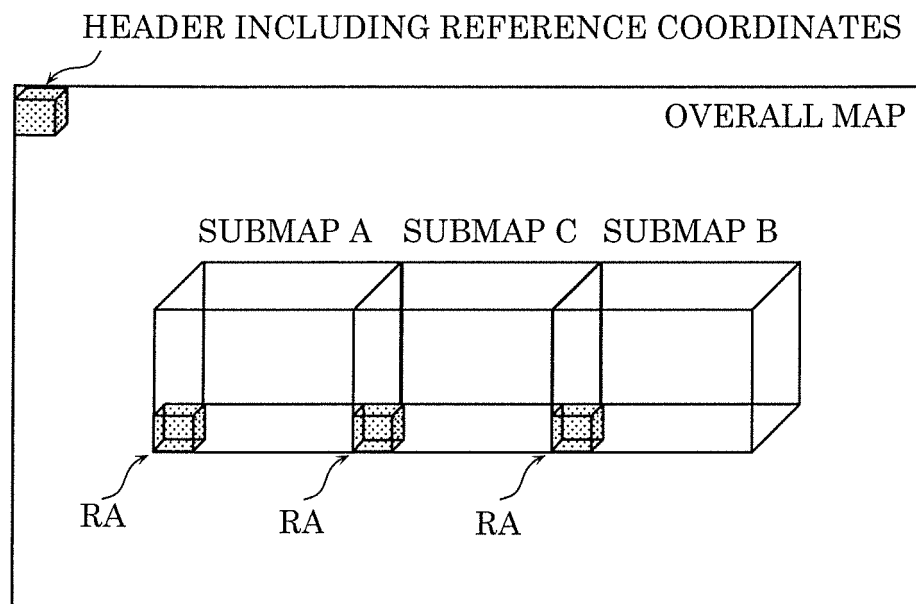 HEADER INCLUDING REFERENCE COORDINATES
OVERALL MAP
SUBMAP A SUBMAP C SUBMAP B
RA RA RA